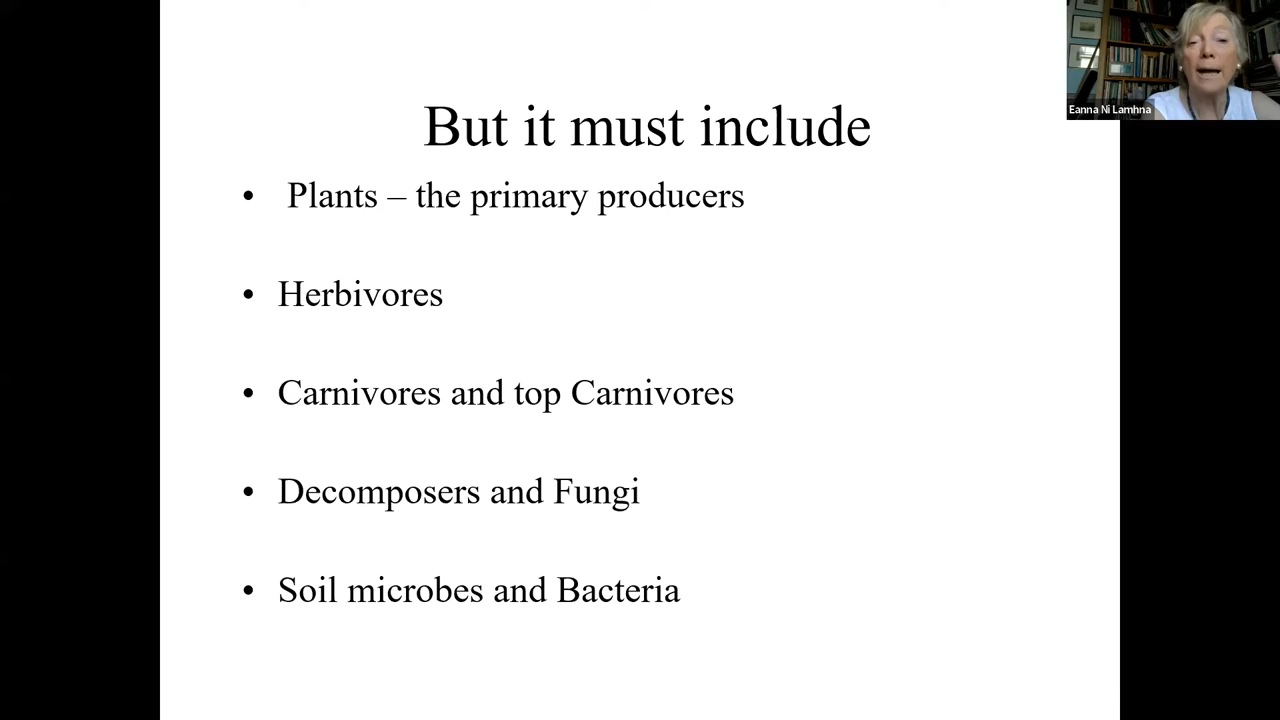 But it must include
• Plants – the primary producers
• Herbivores
• Carnivores and top Carnivores
• Decomposers and Fungi
• Soil microbes and Bacteria
Eanna Ni Lamhna